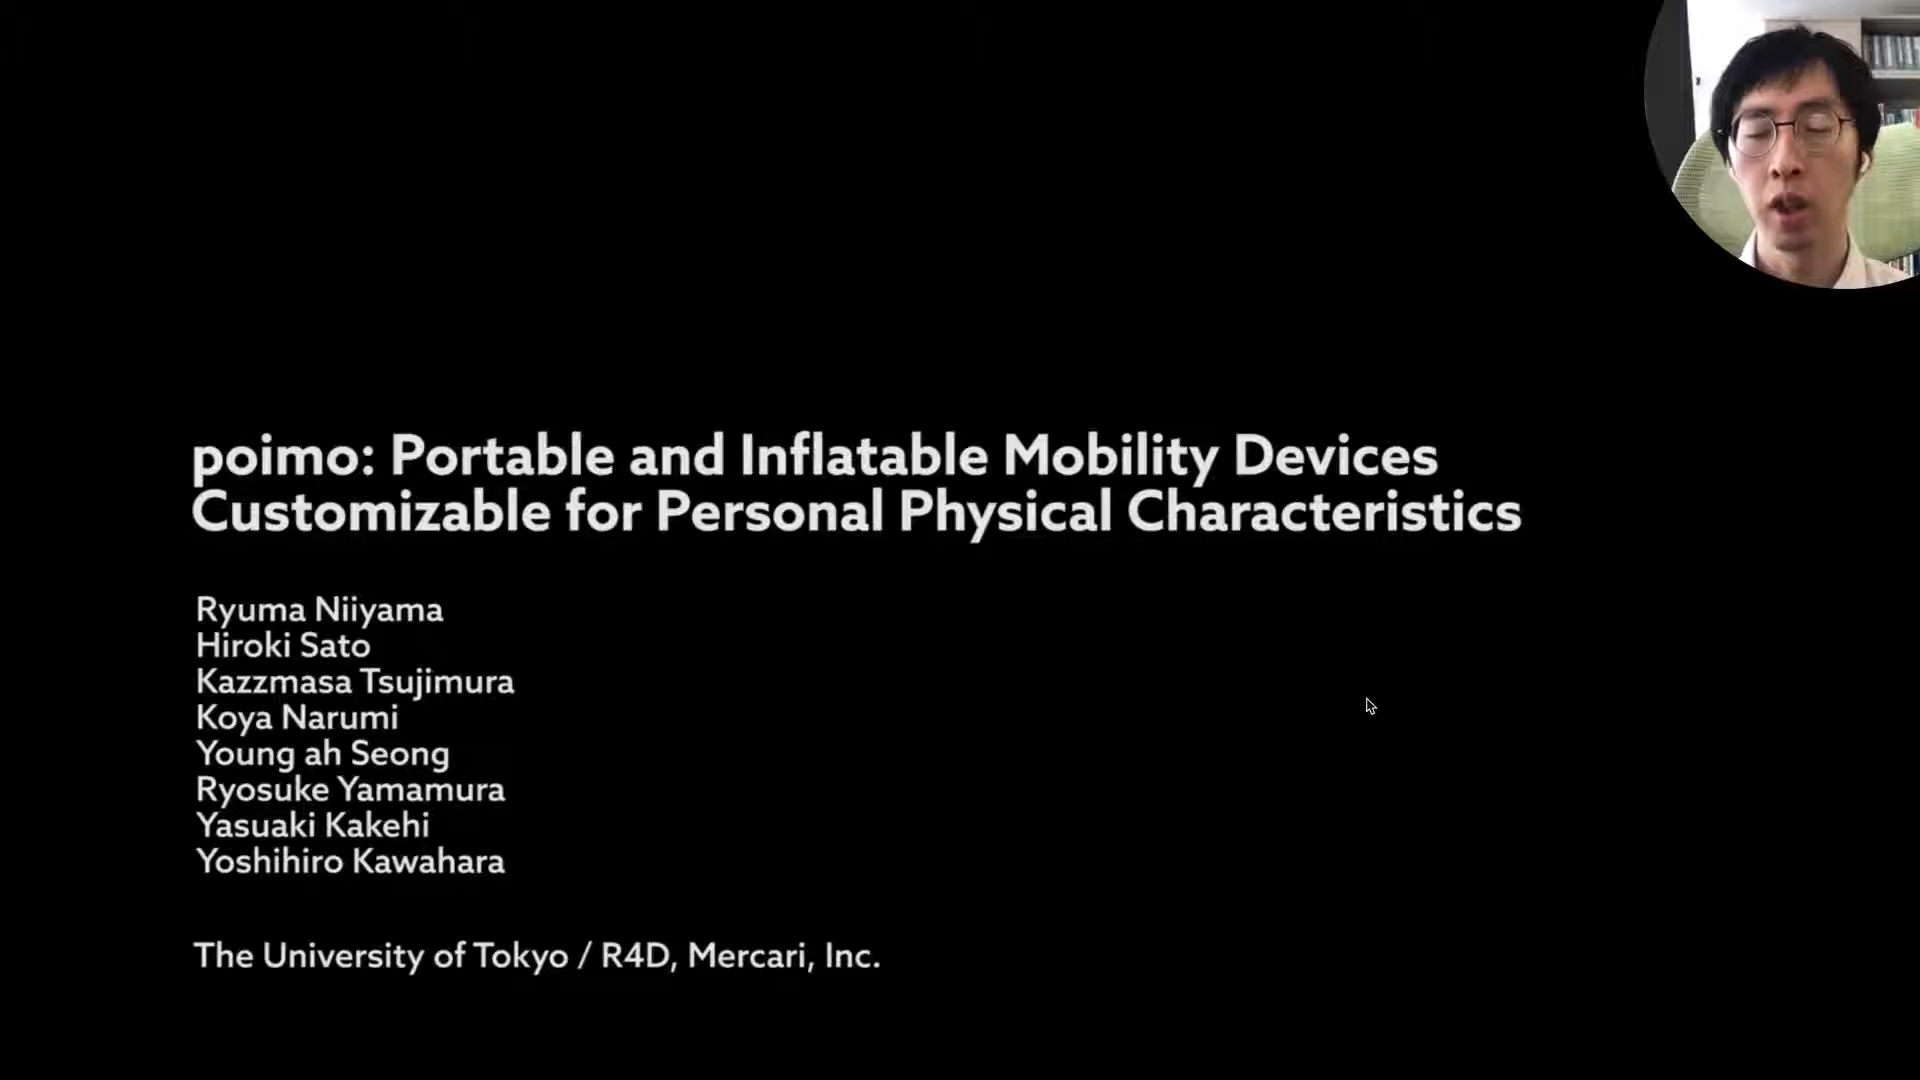 poimo: Portable and Inflatable Mobility Devices
Customizable for Personal Physical Characteristics
Ryuma Niiyama
Hiroki Sato
Kazzmasa Tsujimura
Koya Narumi
Young ah Seong
Ryosuke Yamamura
Yasuaki Kakehi
Yoshihiro Kawahara
The University of Tokyo / R4D, Mercari, Inc.